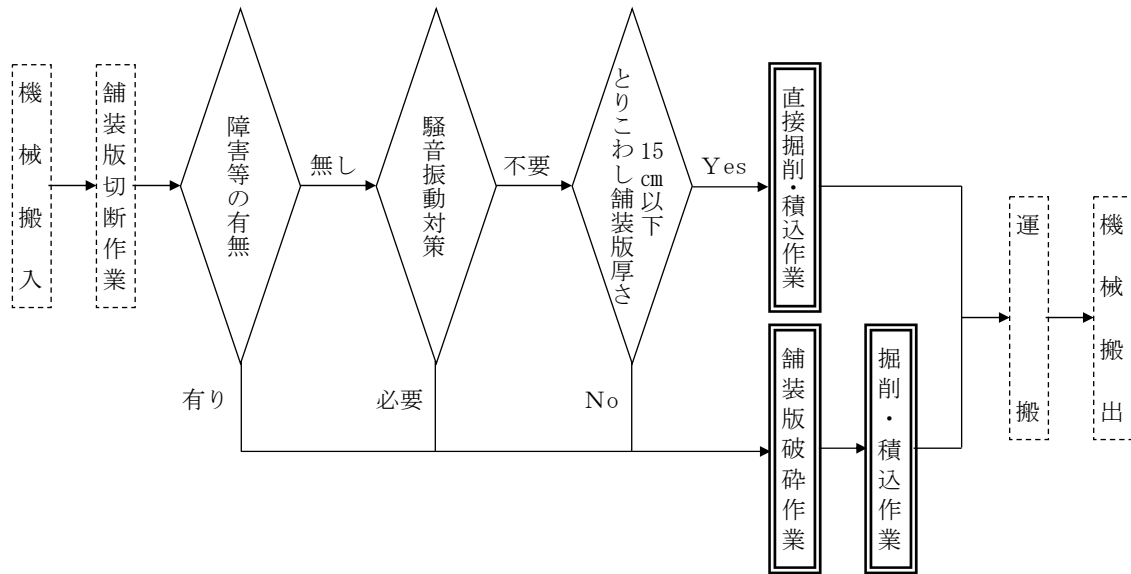 機械搬入
舗装版切断作業
障害等の有無
無し
有り
騒音振動対策
不要
必要
とりこわし舗装版厚さ
15㎝以下
Yes
No
直接掘削・積込作業
舗装版破砕作業
掘削・積込作業
運搬
機械搬出